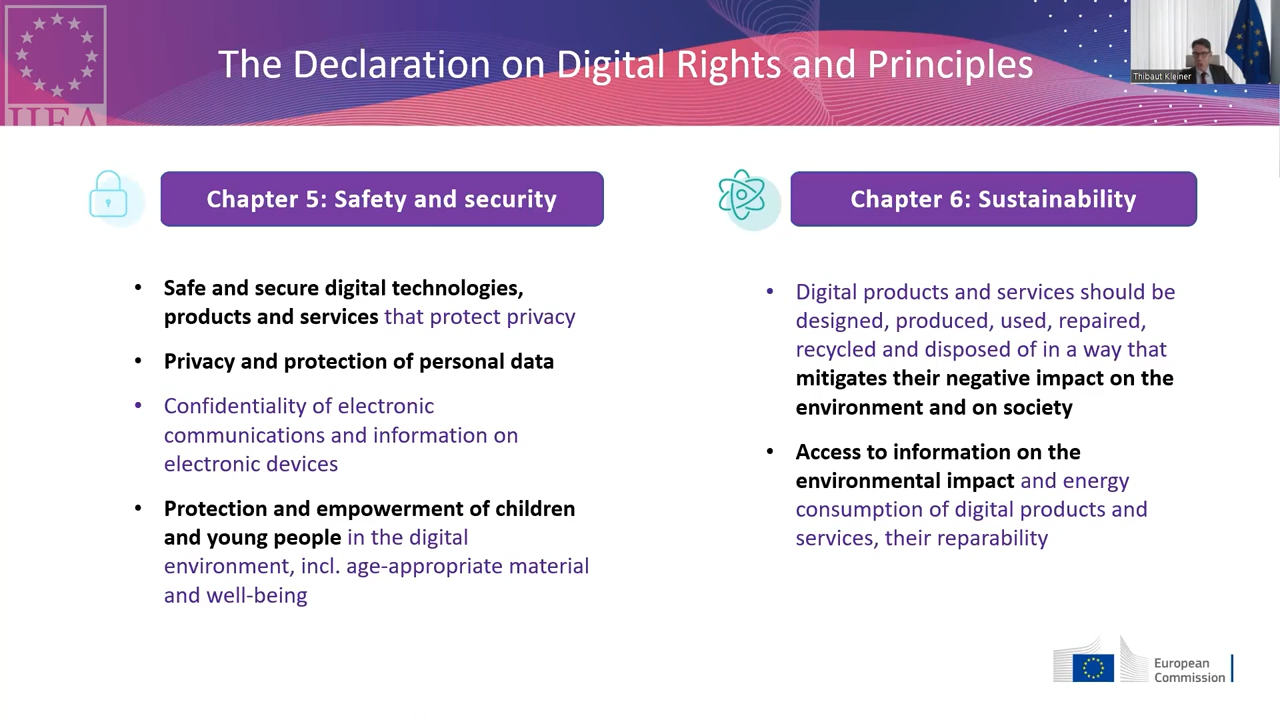 The Declaration on Digital Rights and Principles
Thibaut Kleiner
IIEA
Chapter 5: Safety and security
• Safe and secure digital technologies,
products and services that protect privacy
• Privacy and protection of personal data
• Confidentiality of electronic
communications and information on
electronic devices
• Protection and empowerment of children
and young people in the digital
environment, incl. age-appropriate material
and well-being
Chapter 6: Sustainability
• Digital products and services should be
designed, produced, used, repaired,
recycled and disposed of in a way that
mitigates their negative impact on the
environment and on society
• Access to information on the
environmental impact and energy
consumption of digital products and
services, their reparability
European
Commission